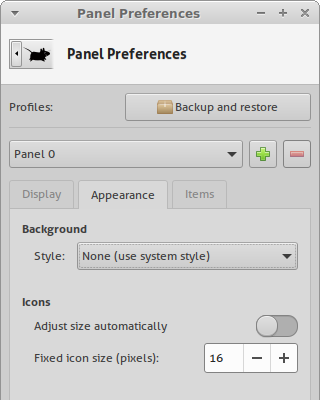 Panel Preferences
Panel Preferences
Profiles:
Backup and restore
Panel 0
Display Appearance Items
Background
Style: None (use system style)
Icons
Adjust size automatically
Fixed icon size (pixels): 16